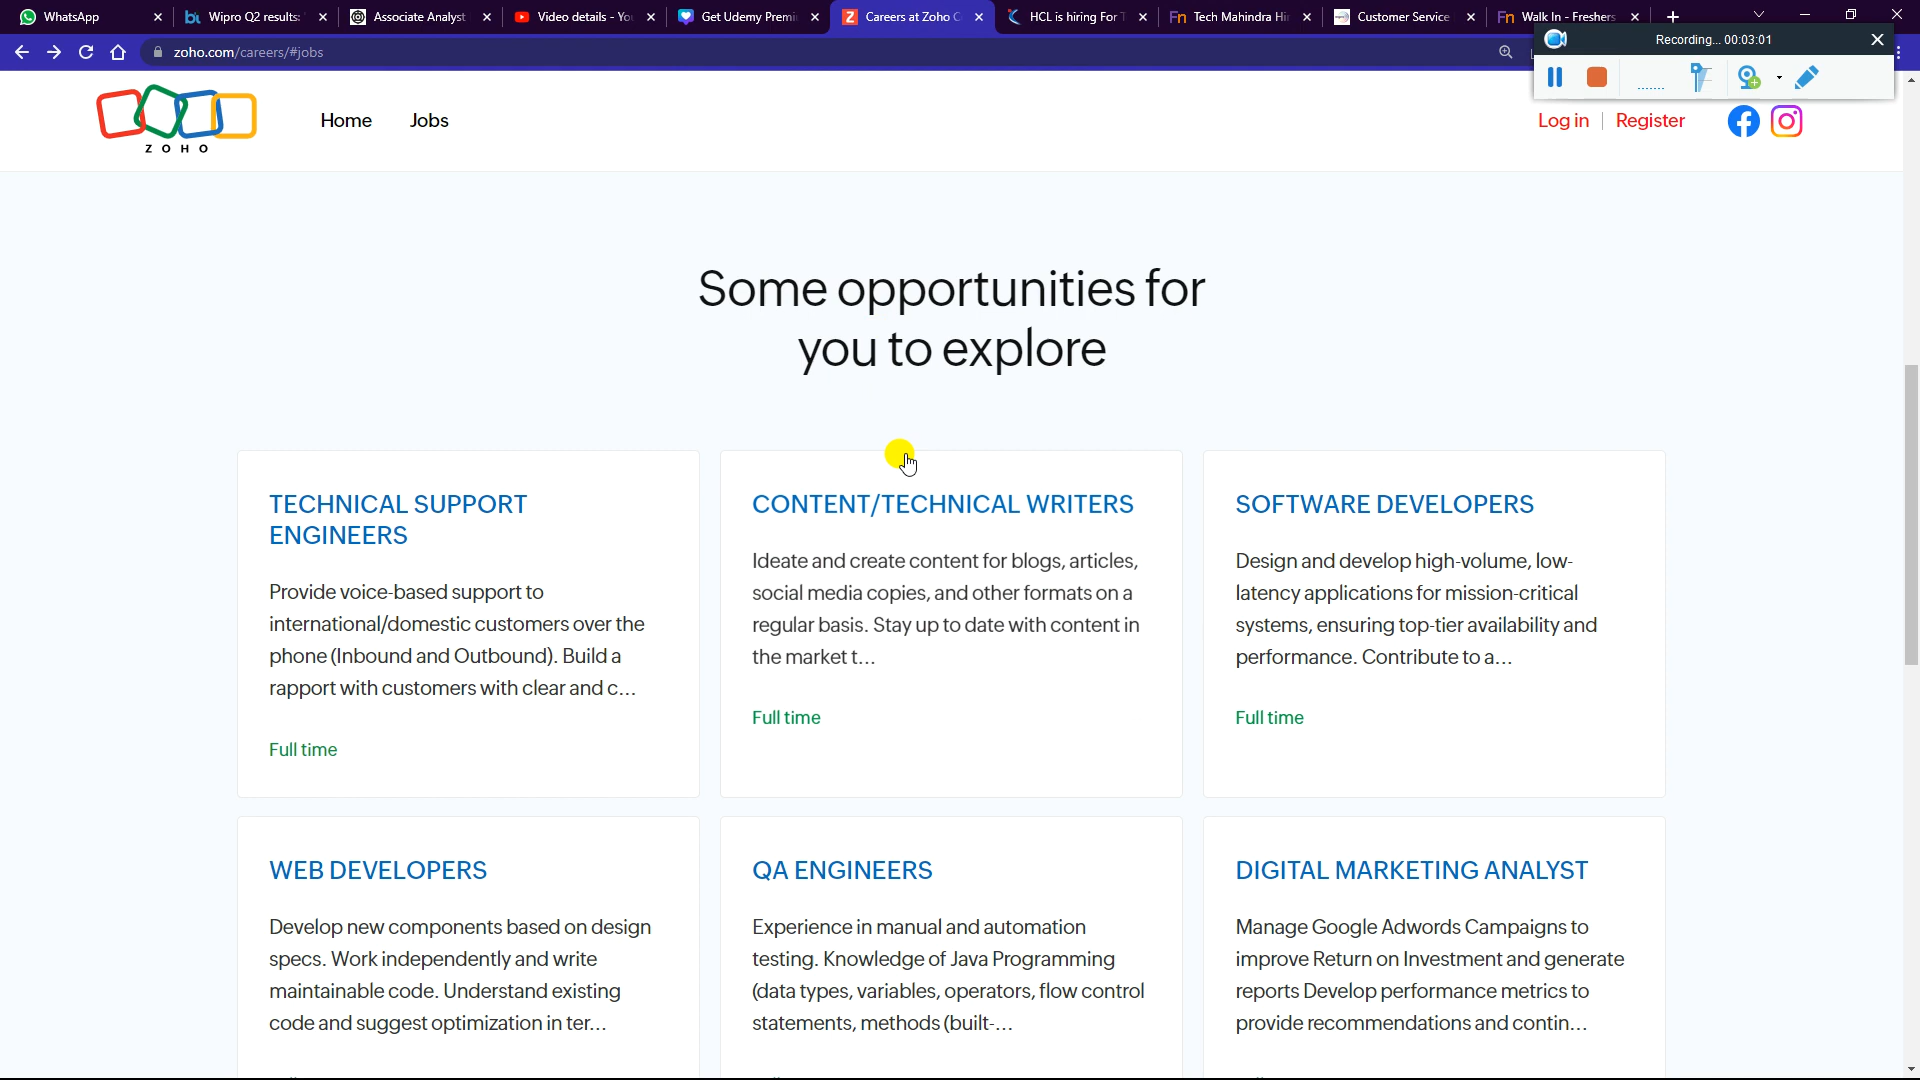 WhatsApp
Wipro Q2 results:
Associate Analyst
Video details - Yo
Get Udemy Premi
Careers at Zoho C
HCL is hiring For T
Tech Mahindra Hi
Customer Service
Walk In - Freshers
zoho.com/careers/#jobs
Recording... 00:03:01
ZOHO
Home
Jobs
Log in
Register
Some opportunities for
you to explore
TECHNICAL SUPPORT
ENGINEERS
Provide voice-based support to
international/domestic customers over the
phone (Inbound and Outbound). Build a
rapport with customers with clear and c...
Full time
CONTENT/TECHNICAL WRITERS
Ideate and create content for blogs, articles,
social media copies, and other formats on a
regular basis. Stay up to date with content in
the market t...
Full time
SOFTWARE DEVELOPERS
Design and develop high-volume, low-
latency applications for mission-critical
systems, ensuring top-tier availability and
performance. Contribute to a...
Full time
WEB DEVELOPERS
Develop new components based on design
specs. Work independently and write
maintainable code. Understand existing
code and suggest optimization in ter...
QA ENGINEERS
Experience in manual and automation
testing. Knowledge of Java Programming
(data types, variables, operators, flow control
statements, methods (built-...
DIGITAL MARKETING ANALYST
Manage Google Adwords Campaigns to
improve Return on Investment and generate
reports Develop performance metrics to
provide recommendations and contin...